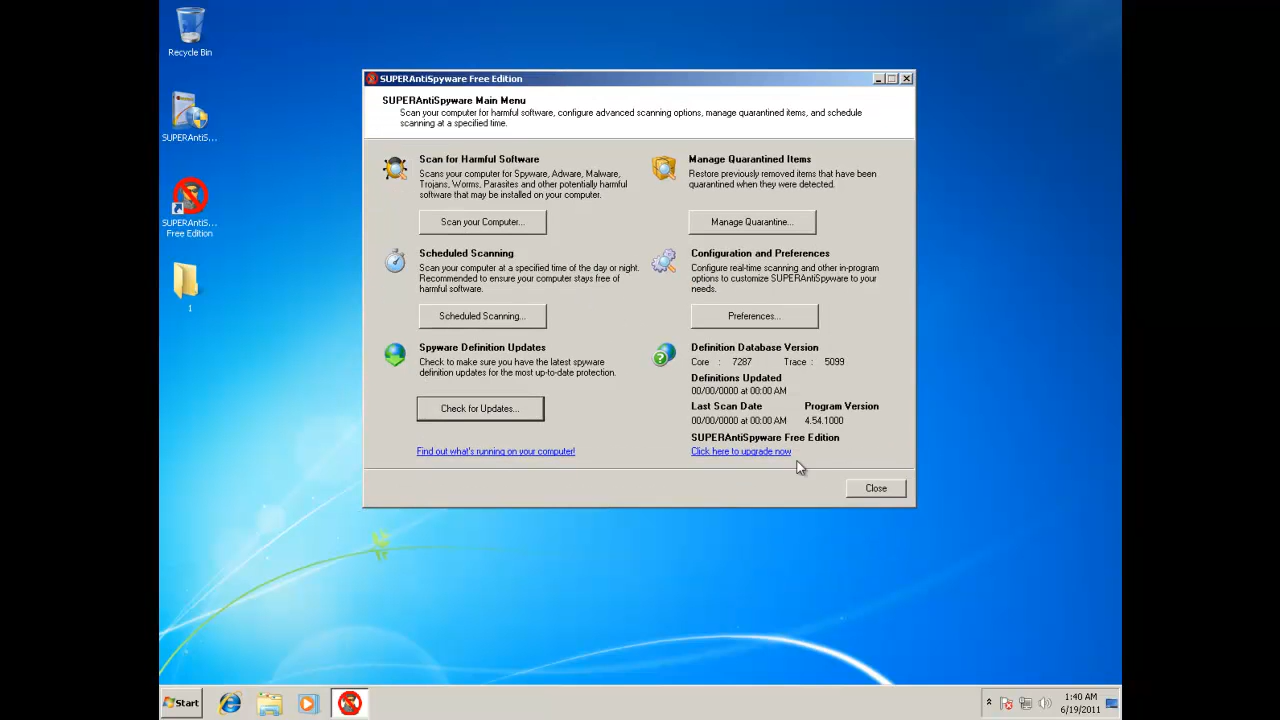 Recycle Bin
SUPERAntiS...
SUPERAntiS...
Free Edition
1
SUPERAntiSpyware Free Edition
SUPERAntiSpyware Main Menu
Scan your computer for harmful software, configure advanced scanning options, manage quarantined items, and schedule
scanning at a specified time.
Scan for Harmful Software
Scans your computer for Spyware, Adware, Malware,
Trojans, Worms, Parasites and other potentially harmful
software that may be installed on your computer.
Scan your Computer...
Manage Quarantined Items
Restore previously removed items that have been
quarantined when they were detected.
Manage Quarantine...
Scheduled Scanning
Scan your computer at a specified time of the day or night.
Recommended to ensure your computer stays free of
harmful software.
Scheduled Scanning...
Configuration and Preferences
Configure real-time scanning and other in-program
options to customize SUPERAntiSpyware to your
needs.
Preferences...
Spyware Definition Updates
Check to make sure you have the latest spyware
definition updates for the most up-to-date protection.
Check for Updates...
Find out what's running on your computer!
Definition Database Version
Core : 7287 Trace : 5099
Definitions Updated
00/00/0000 at 00:00 AM
Last Scan Date Program Version
00/00/0000 at 00:00 AM 4.54.1000
SUPERAntiSpyware Free Edition
Click here to upgrade now
Close
Start
1:40 AM
6/19/2011